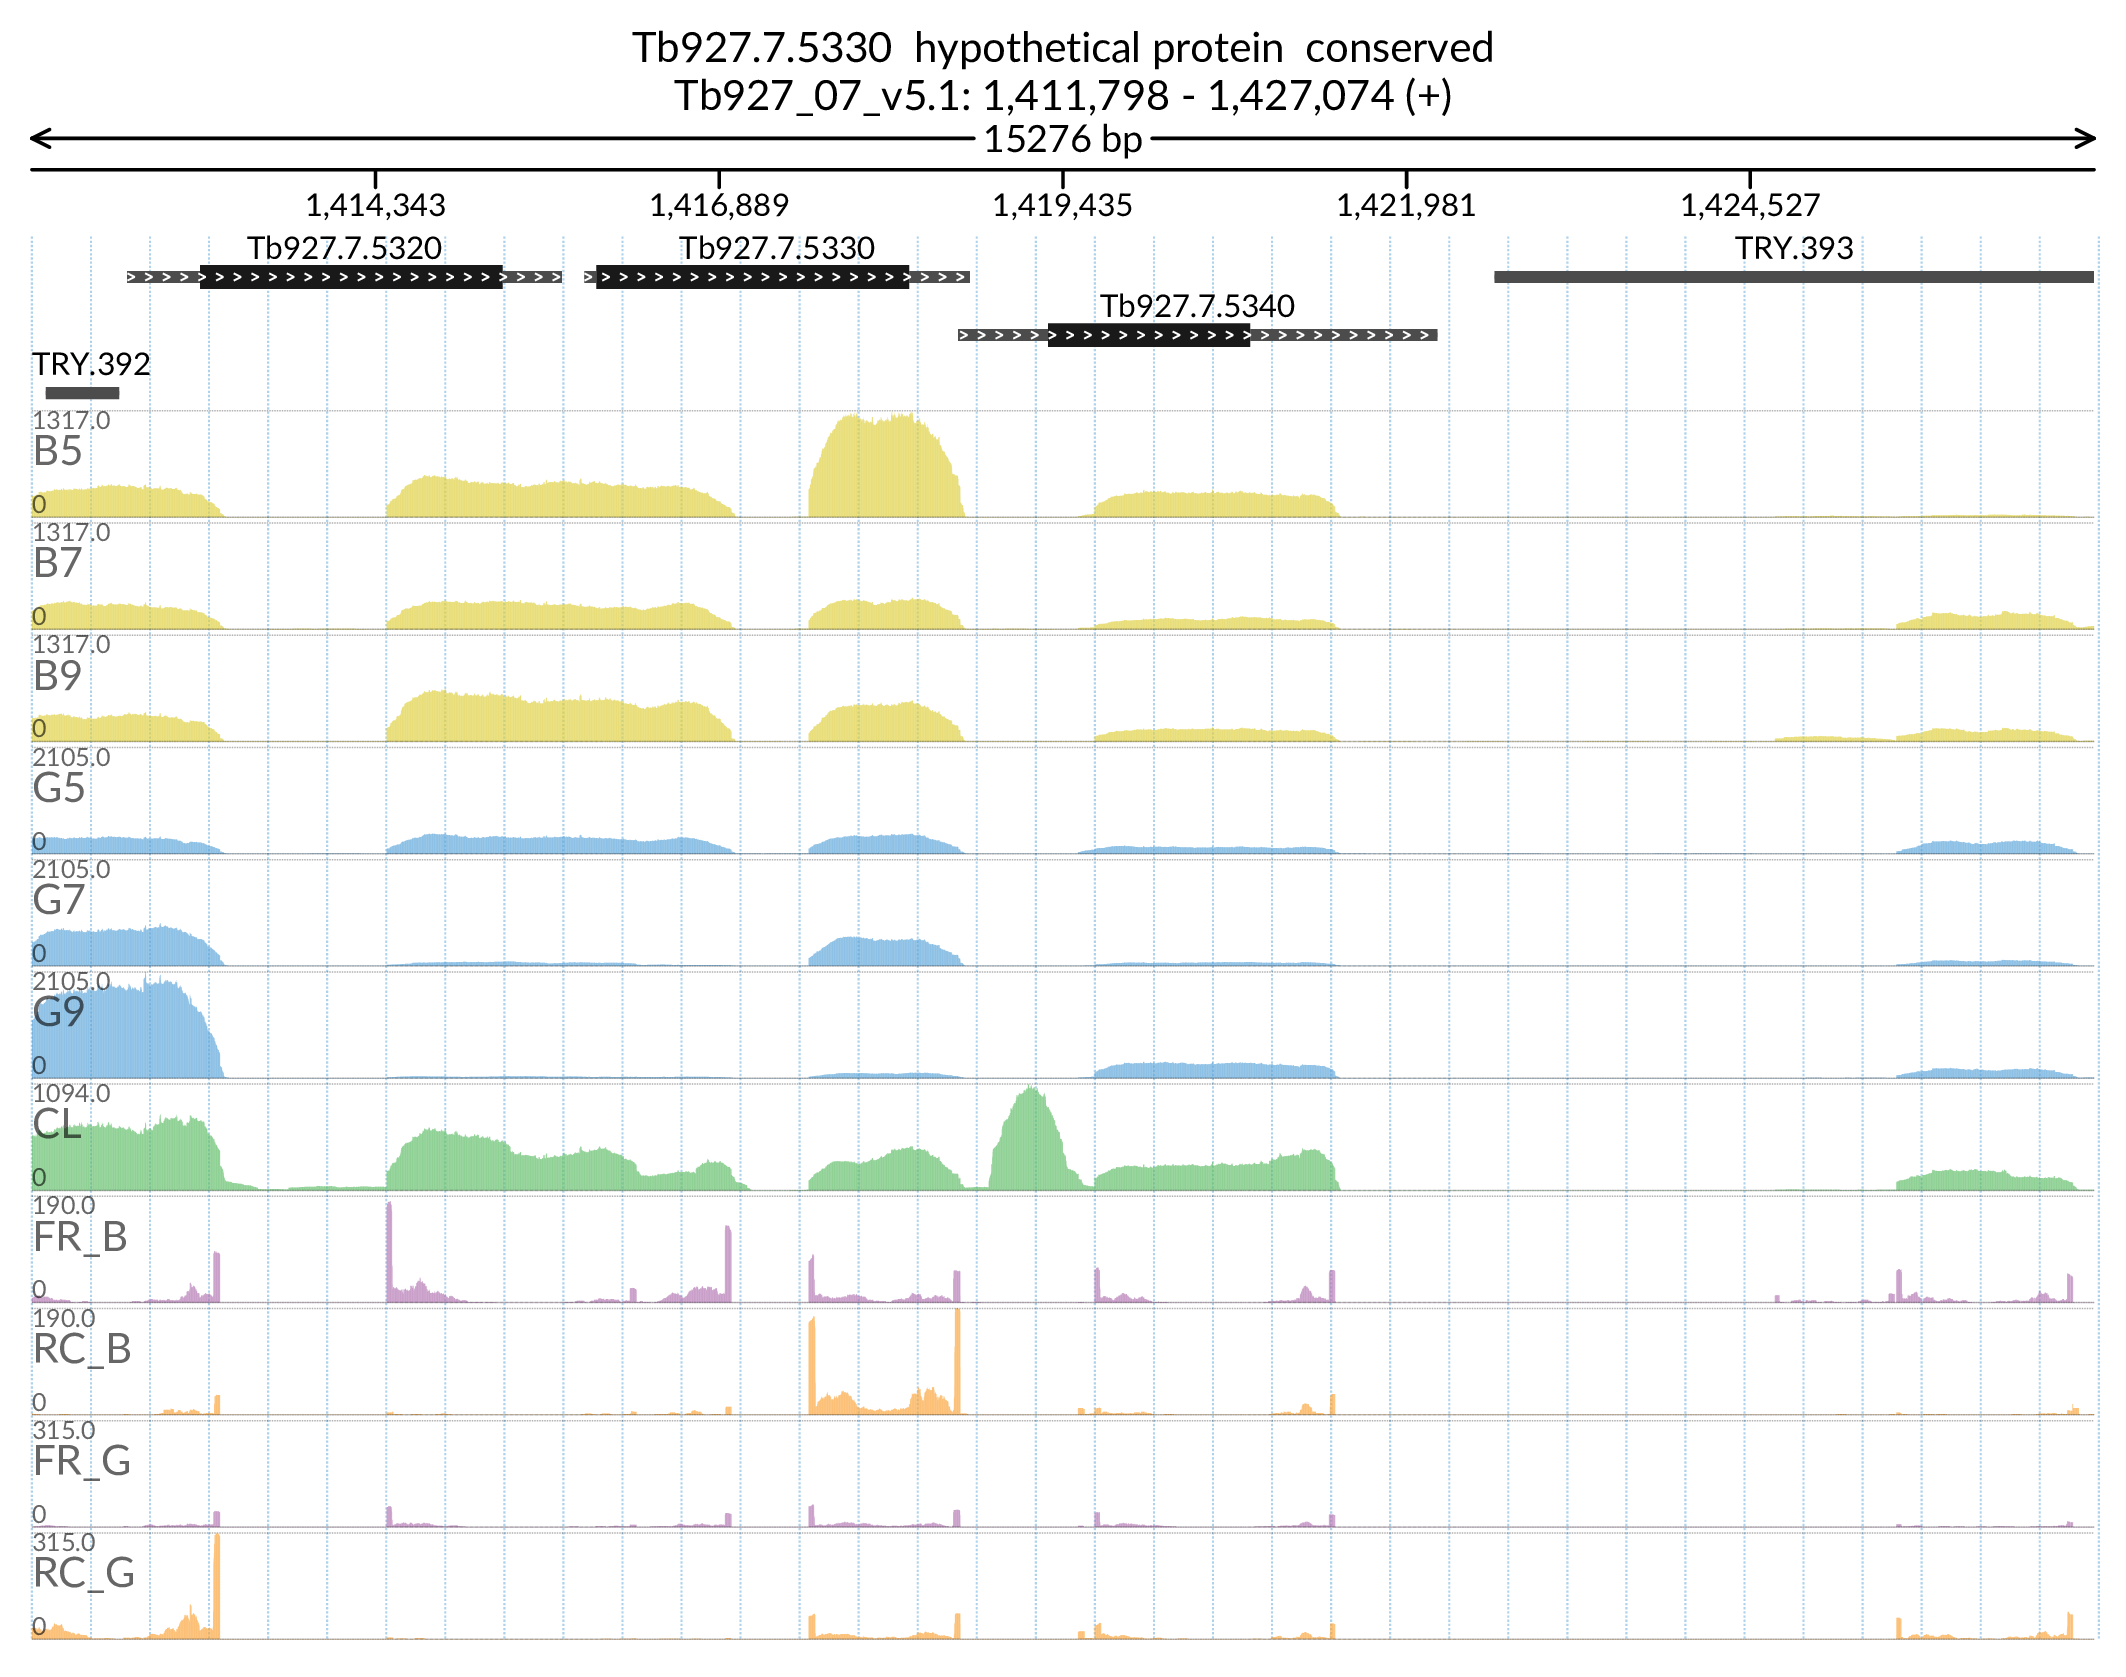 Tb927.7.5330 hypothetical protein conserved
Tb927_07_v5.1: 1,411,798 - 1,427,074 (+)
15276 bp
1,414,343 1,416,889 1,419,435 1,421,981 1,424,527
Tb927.7.5320 Tb927.7.5330 TRY.393
Tb927.7.5340
TRY.392
1317.0
B5
0
1317.0
B7
0
1317.0
B9
0
2105.0
G5
0
2105.0
G7
0
2105.0
G9
0
1094.0
CL
0
190.0
FR_B
0
190.0
RC_B
0
315.0
FR_G
0
315.0
RC_G
0